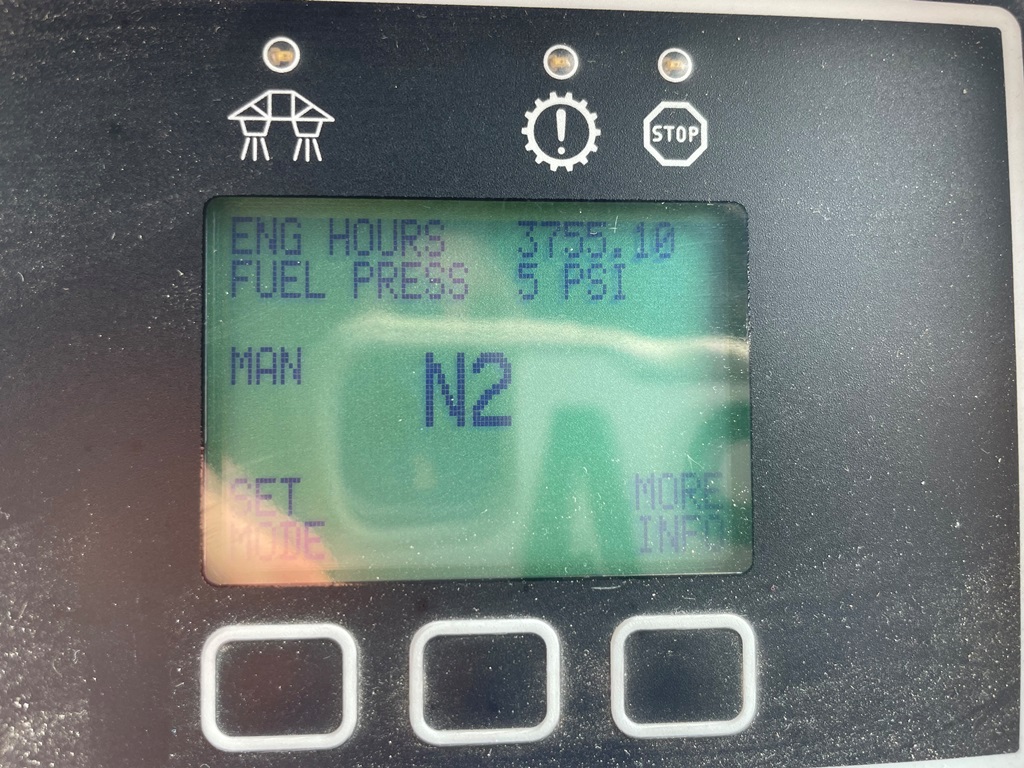 STOP
ENG HOURS 3755.10
FUEL PRESS 5 PSI
MAN N2
SET MORE
MODE INFO